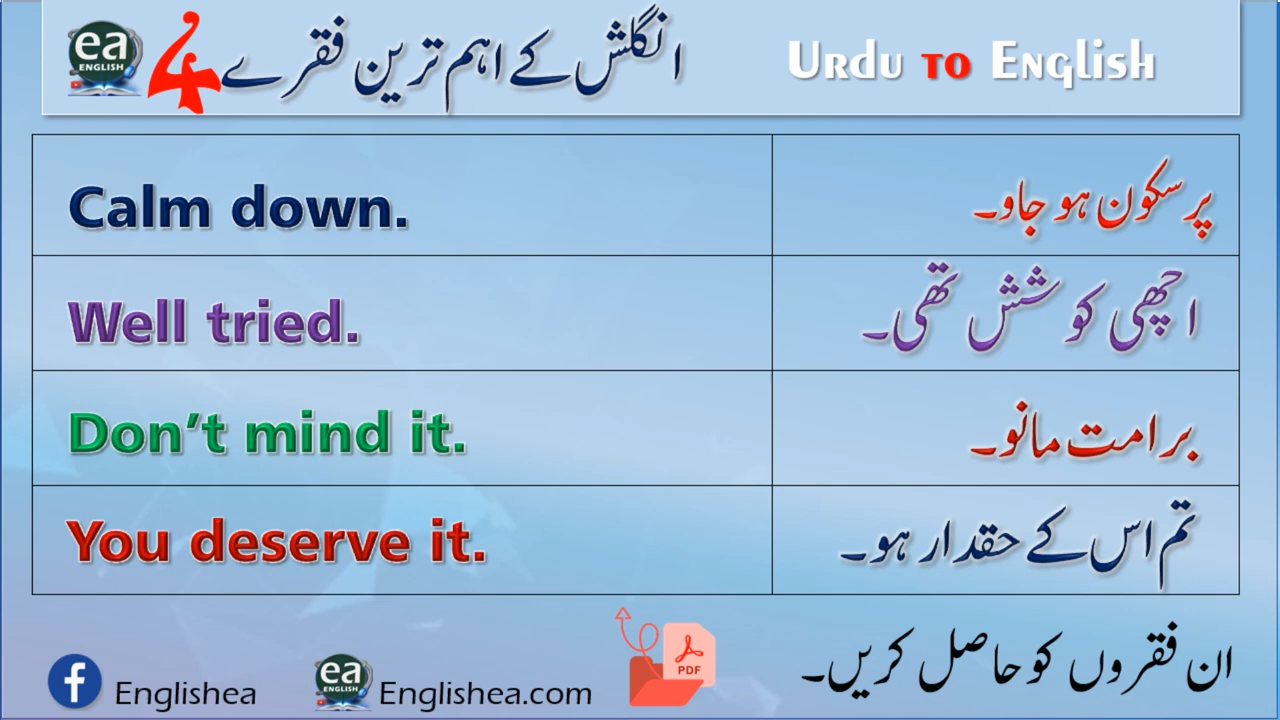 ea
ENGLISH
انگلش کے اہم ترین فقرے 4
Urdu to English
Calm down.
پر سکون ہو جاو۔
Well tried.
اچھی کوشش تھی۔
Don’t mind it.
برا مت مانو۔
You deserve it.
تم اس کے حقدار ہو۔
ان فقروں کو حاصل کریں۔
PDF
f
Englishea
ea
ENGLISH
Englishea.com